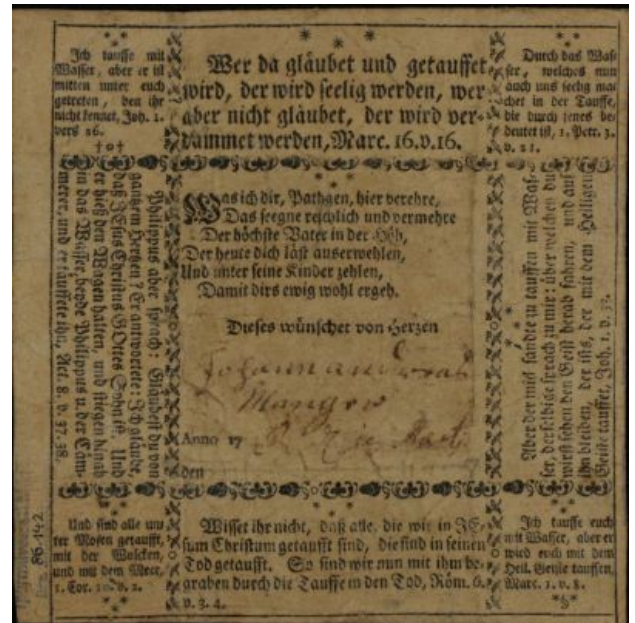 Ich tauffe mit
Wasser, aber er ist
mitten unter euch
getreten, den ihr
nicht kennet, Joh. 1.
vers 26.
Wer da gläubet und getauffet
wird, der wird seelig werden, wer
aber nicht gläubet, der wird ver-
dammet werden, Marc. 16. v. 16.
Durch das Was-
ser, welches nun
auch uns seelig ma-
chet in der Tauffe,
die durch jenes be-
deutet ist, 1. Petr. 3.
v. 21.
Philippus aber sprach: Glaubest du von
gantzem Hertzen? Er antwortete: Ich glaube,
daß JEsus Christus GOttes Sohn ist. Und
er hieß den Wagen halten, und stiegen hinab
in das Wasser, beyde Philippus u. der Cäm-
merer, und er tauffete ihn, Act. 8. v. 37. 38.
Was ich dir, Pathgen, hier verehre,
Das seegne reichlich und vermehre
Der höchste Vater in der Höh,
Der heute dich läst auserwehlen,
Und unter seine Kinder zehlen,
Damit dirs ewig wohl ergeh.
Dieses wünschet von Hertzen
Johann andreas
Mangow
Anno 17
den
Aber der mich sandte zu tauffen mit Was-
ser, derselbige sprach zu mir: über welchen du
wirst sehen den Geist herab fahren, und auf
ihm bleiben, der ists, der mit dem Heiligen
Geiste tauffet, Joh. 1. v. 33.
Und sind alle un-
ter Mosen getaufft,
mit der Wolcken,
und mit dem Meer,
1. Cor. 10. v. 2.
Wisset ihr nicht, daß alle, die wir in JE-
sum Christum getaufft sind, die sind in seinen
Tod getaufft. So sind wir nun mit ihm be-
graben durch die Tauffe in den Tod, Röm. 6.
v. 3. 4.
Ich tauffe euch
mit Wasser, aber er
wird euch mit dem
Heil. Geiste tauffen,
Marc. 1. v. 8.
86.142